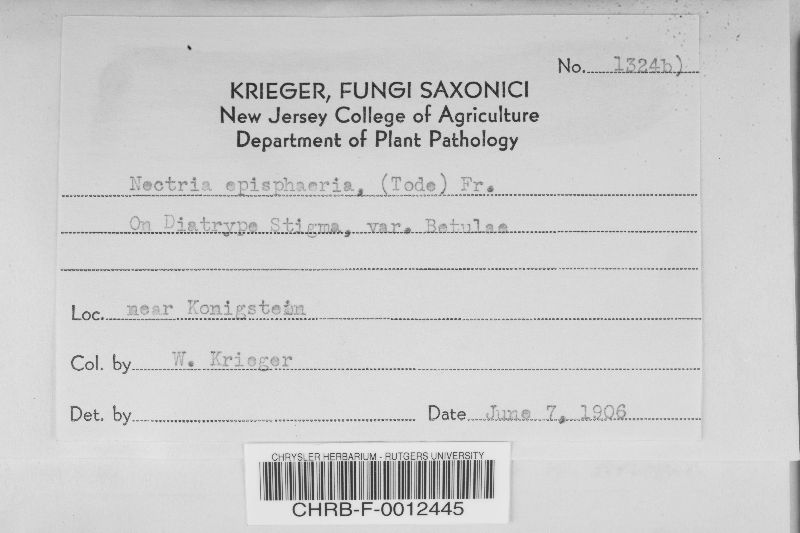 No. 1324b)
KRIEGER, FUNGI SAXONICI
New Jersey College of Agriculture
Department of Plant Pathology
Nectria episphaeria, (Tode) Fr.
On Diatrype Stigma, var. Betulae
Loc. near Konigstein
Col. by W. Krieger
Det. by Date June 7, 1906
CHRYSLER HERBARIUM - RUTGERS UNIVERSITY
CHRB-F-0012445